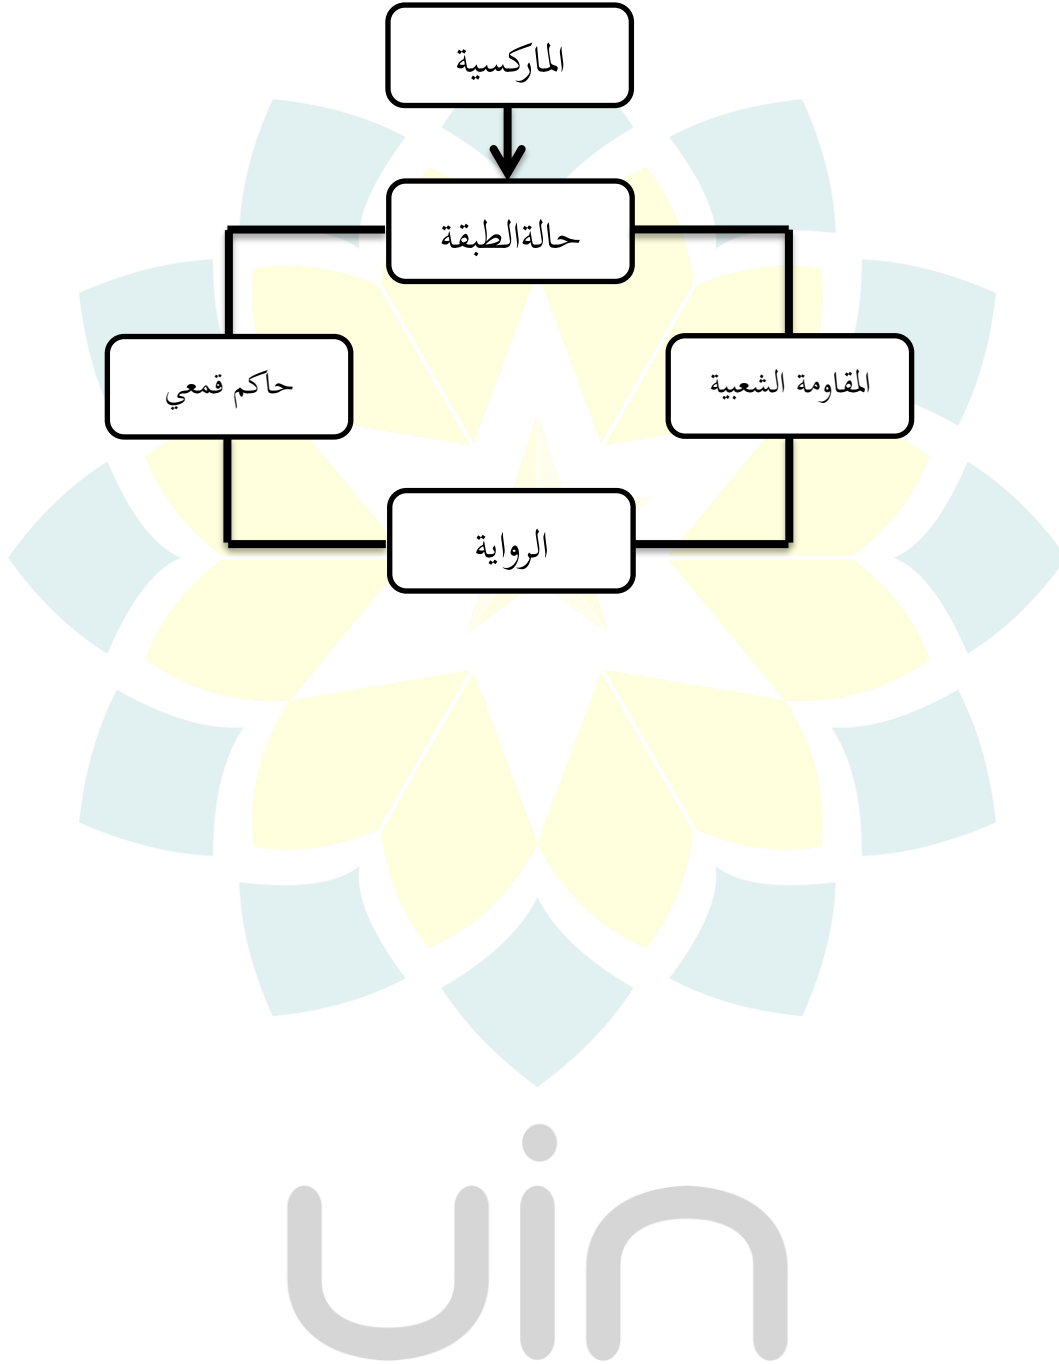 الماركسية
حالةالطبقة
المقاومة الشعبية
حاكم قمعي
الرواية
uin